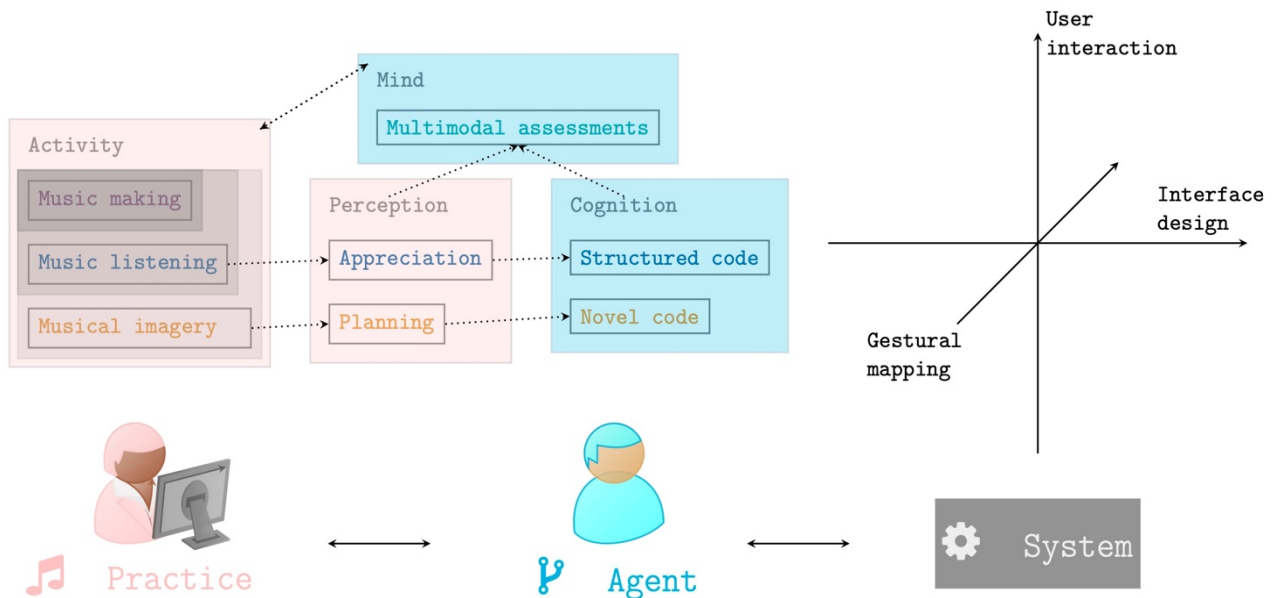 User
interaction
Mind
Multimodal assessments
Activity
Music making
Music listening
Musical imagery
Perception
Appreciation
Planning
Cognition
Structured code
Novel code
Interface
design
Gestural
mapping
Practice
Agent
System